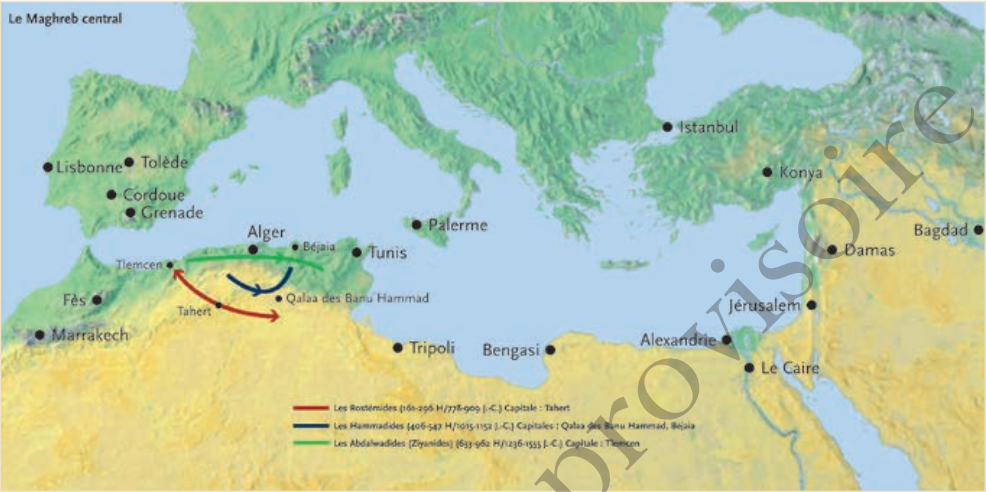 Le Maghreb central
Istanbul
Lisbonne
Tolède
Konya
Cordoue
Grenade
Palerme
Bagdad
Alger
Béjaia
Tunis
Damas
Tlemcen
Fès
Qalaa des Banu Hammad
Tahert
Jérusalem
Marrakech
Tripoli
Bengasi
Alexandrie
Le Caire
Les Rostémides (161-296 H/778-909 J.-C.) Capitale : Tahert
Les Hammadides (406-547 H/1015-1152 J.-C.) Capitales : Qalaa des Banu Hammad, Béjaia
Les Abdalwadides (Ziyanides) (633-962 H/1236-1555 J.-C.) Capitale : Tlemcen
provisoire